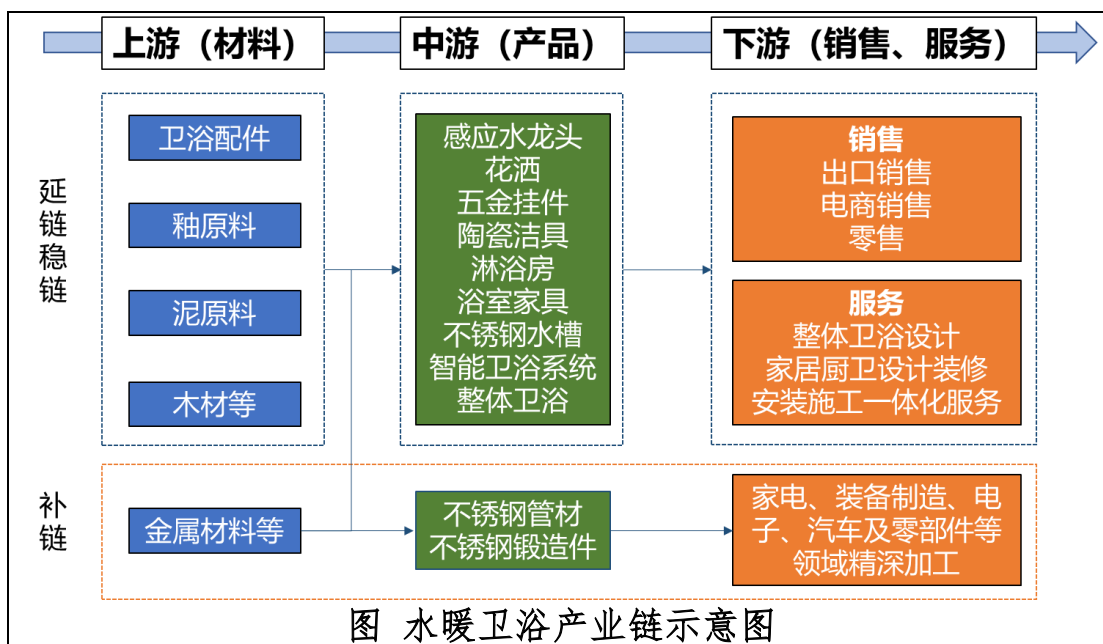 上游（材料）
中游（产品）
下游（销售、服务）
延链稳链
卫浴配件
釉原料
泥原料
木材等
感应水龙头
花洒
五金挂件
陶瓷洁具
淋浴房
浴室家具
不锈钢水槽
智能卫浴系统
整体卫浴
销售
出口销售
电商销售
零售
服务
整体卫浴设计
家居厨卫设计装修
安装施工一体化服务
补链
金属材料等
不锈钢管材
不锈钢锻造件
家电、装备制造、电
子、汽车及零部件等
领域精深加工
图 水暖卫浴产业链示意图